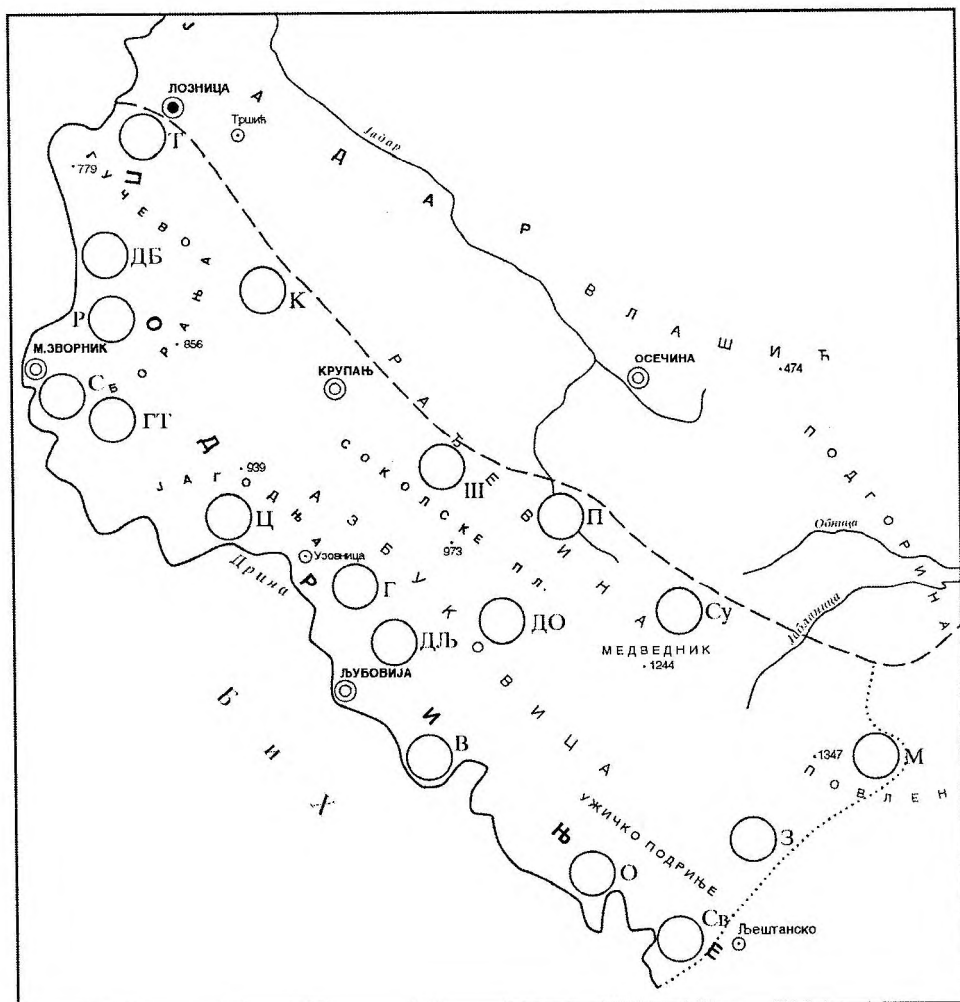 ЈАДАР
ЛОЗНИЦА
Тршић
Јадар
Т
779
ГУЧЕВО
ПОДРИЊЕ
ДБ
К
Р
БОРАЊА
856
М.ЗВОРНИК
С
ГТ
КРУПАЊ
ВЛАШИЋ
ОСЕЧИНА
474
РАЂЕВИНА
ПОДГОРИНА
ЈАГОДЊА
939
СОКОЛСКЕ ПЛ.
973
Ш
П
Ц
АЗБУКОВИЦА
Дрина
Узовница
Г
Обница
Јабланица
ДЉ
ДО
Су
МЕДВЕДНИК
1244
ЉУБОВИЈА
БиХ
В
1347
М
ПОВЛЕН
УЖИЧКО ПОДРИЊЕ
З
О
Св
Љештанско